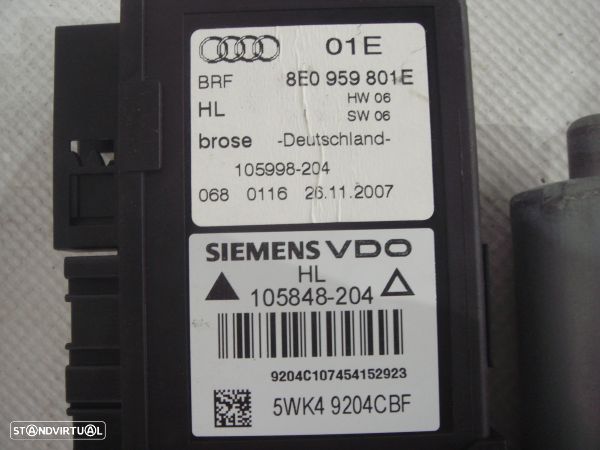 01E
BRF 8E0 959 801E
HL HW 06
SW 06
brose -Deutschland-
105998-204
068 0116 26.11.2007
SIEMENS VDO
HL
105848-204
9204C107454152923
5WK4 9204CBF
STANDVIRTUAL